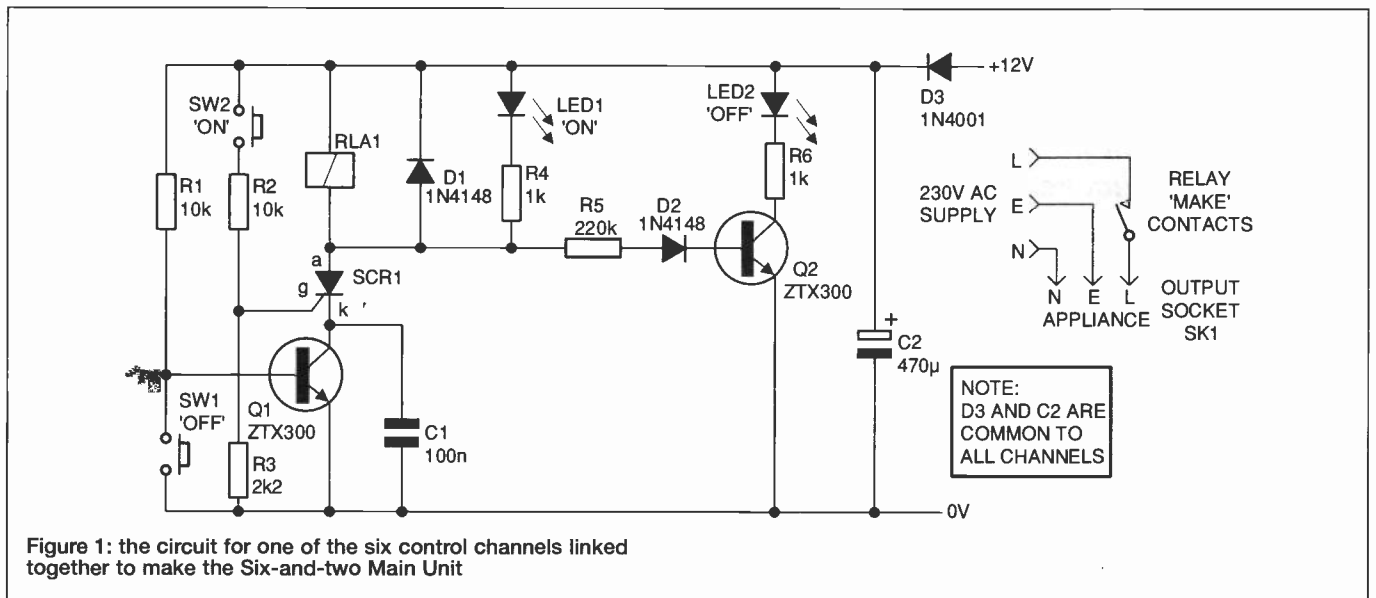 +12V
SW2
'ON'
RLA1
LED1
'ON'
LED2
'OFF'
D3
1N4001
R1
10k
R2
10k
D1
1N4148
R4
1k
R6
1k
R5
220k
D2
1N4148
L
230V AC
SUPPLY
E
N
RELAY
'MAKE'
CONTACTS
a
SCR1
g
k
Q2
ZTX300
N E L
APPLIANCE
OUTPUT
SOCKET
SK1
+
C2
470µ
SW1
'OFF'
Q1
ZTX300
R3
2k2
C1
100n
NOTE:
D3 AND C2 ARE
COMMON TO
ALL CHANNELS
0V
Figure 1: the circuit for one of the six control channels linked
together to make the Six-and-two Main Unit